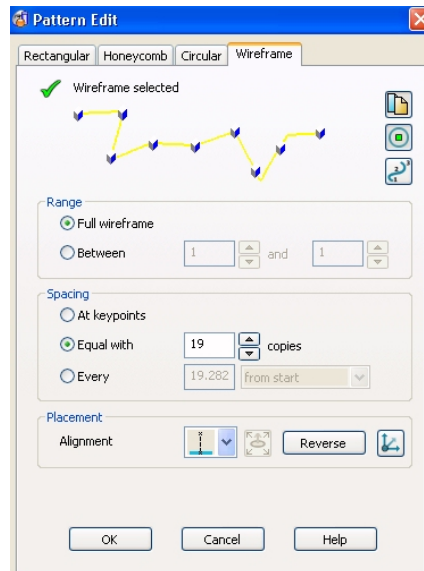 Pattern Edit
Rectangular Honeycomb Circular Wireframe
Wireframe selected
Range
Full wireframe
Between 1 and 1
Spacing
At keypoints
Equal with 19 copies
Every 19.282 from start
Placement
Alignment Reverse
OK Cancel Help